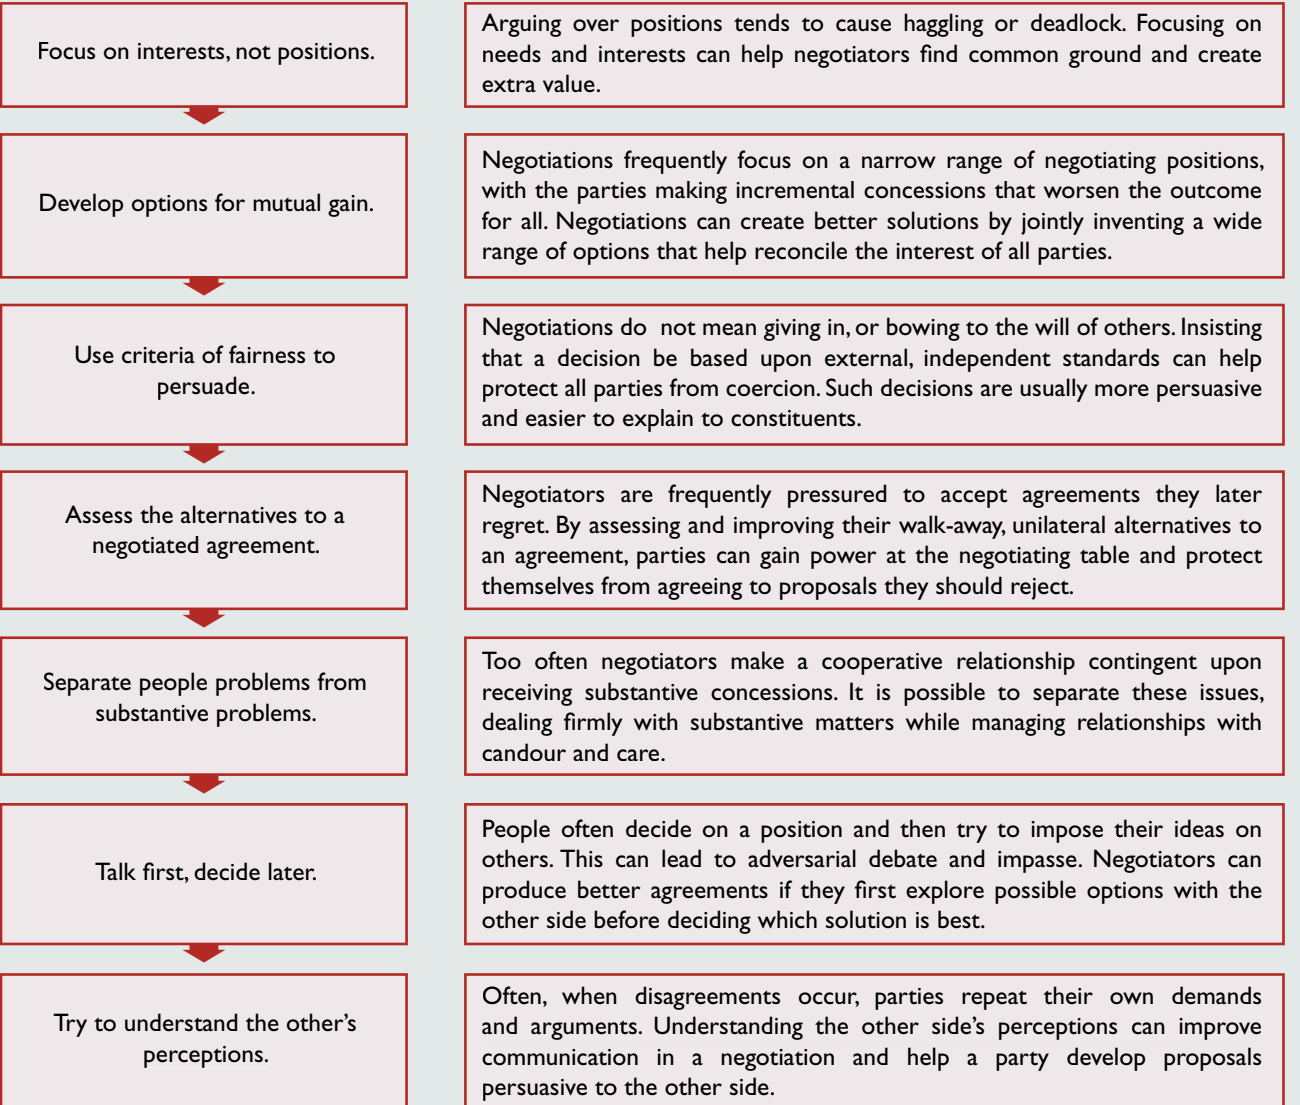 Focus on interests, not positions.
Arguing over positions tends to cause haggling or deadlock. Focusing on
needs and interests can help negotiators find common ground and create
extra value.
Develop options for mutual gain.
Negotiations frequently focus on a narrow range of negotiating positions,
with the parties making incremental concessions that worsen the outcome
for all. Negotiations can create better solutions by jointly inventing a wide
range of options that help reconcile the interest of all parties.
Use criteria of fairness to
persuade.
Negotiations do  not mean giving in, or bowing to the will of others. Insisting
that a decision be based upon external, independent standards can help
protect all parties from coercion. Such decisions are usually more persuasive
and easier to explain to constituents.
Assess the alternatives to a
negotiated agreement.
Negotiators are frequently pressured to accept agreements they later
regret. By assessing and improving their walk-away, unilateral alternatives to
an agreement, parties can gain power at the negotiating table and protect
themselves from agreeing to proposals they should reject.
Separate people problems from
substantive problems.
Too often negotiators make a cooperative relationship contingent upon
receiving substantive concessions. It is possible to separate these issues,
dealing firmly with substantive matters while managing relationships with
candour and care.
Talk first, decide later.
People often decide on a position and then try to impose their ideas on
others. This can lead to adversarial debate and impasse. Negotiators can
produce better agreements if they first explore possible options with the
other side before deciding which solution is best.
Try to understand the other’s
perceptions.
Often, when disagreements occur, parties repeat their own demands
and arguments. Understanding the other side’s perceptions can improve
communication in a negotiation and help a party develop proposals
persuasive to the other side.